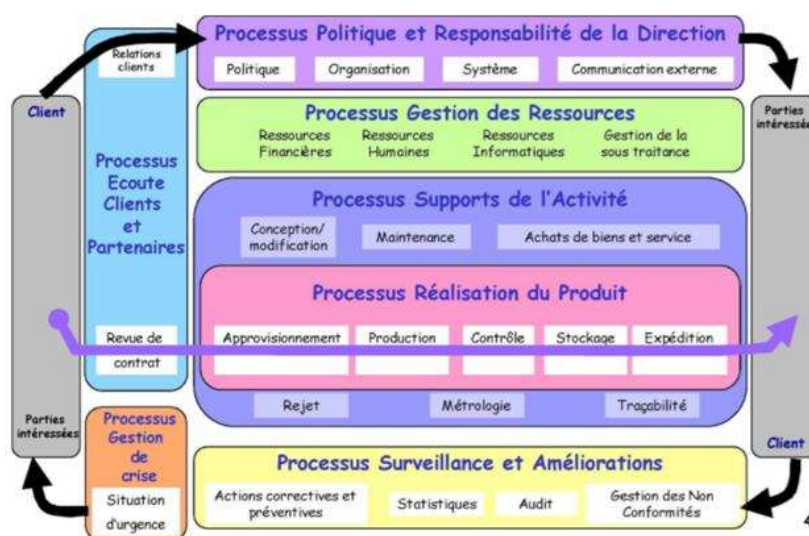 Processus Politique et Responsabilité de la Direction
Politique
Organisation
Système
Communication externe
Relations
clients
Client
Processus
Ecoute
Clients
et
Partenaires
Revue de
contrat
Parties
intéressées
Processus Gestion des Ressources
Ressources
Financières
Ressources
Humaines
Ressources
Informatiques
Gestion de la
sous traitance
Processus Supports de l'Activité
Conception/
modification
Maintenance
Achats de biens et service
Processus Réalisation du Produit
Approvisionnement
Production
Contrôle
Stockage
Expédition
Rejet
Métrologie
Traçabilité
Parties
intéressée
Client
Processus
Gestion
de
crise
Situation
d'urgence
Processus Surveillance et Améliorations
Actions correctives et
préventives
Statistiques
Audit
Gestion des Non
Conformités